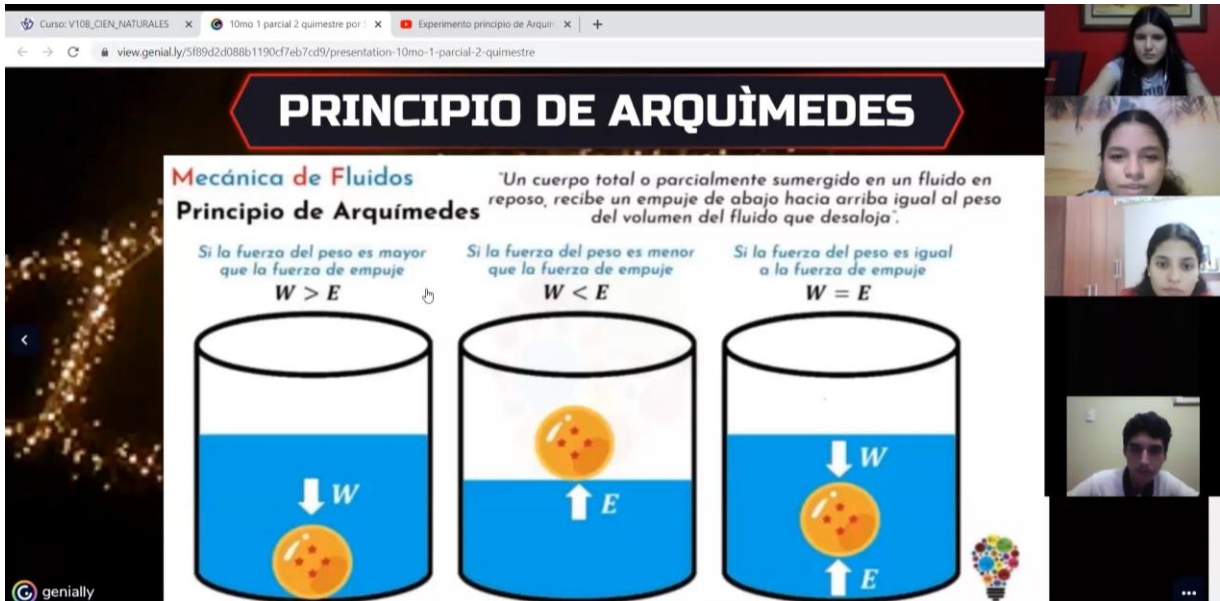 Curso: V10B_CIEN_NATURALES
10mo 1 parcial 2 quimestre por
Experimento principio de Arquim
view.genial.ly/5f89d2d088b1190cf7eb7cd9/presentation-10mo-1-parcial-2-quimestre
PRINCIPIO DE ARQUÌMEDES
Mecánica de Fluidos
Principio de Arquímedes
"Un cuerpo total o parcialmente sumergido en un fluido en
reposo, recibe un empuje de abajo hacia arriba igual al peso
del volumen del fluido que desaloja".
Si la fuerza del peso es mayor
que la fuerza de empuje
W > E
Si la fuerza del peso es menor
que la fuerza de empuje
W < E
Si la fuerza del peso es igual
a la fuerza de empuje
W = E
W
E
W
E
genially